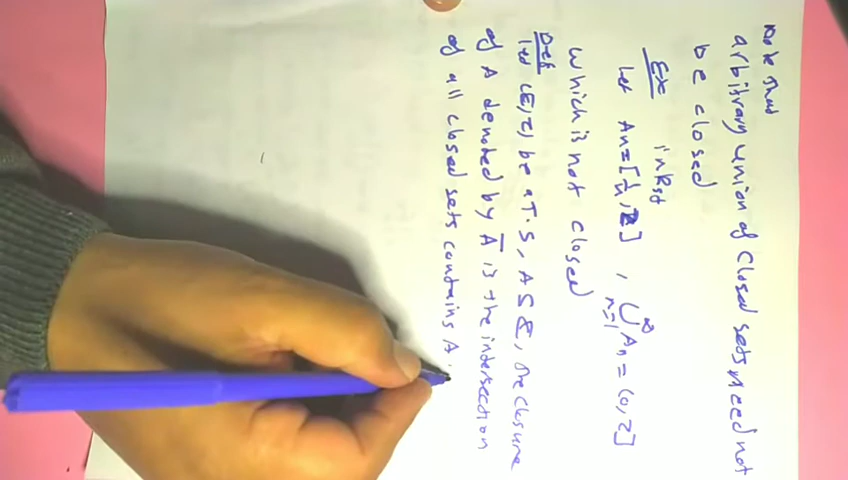 Note that
arbitrary union of Closed sets need not
be closed
Ex in Rst
let An=[1/n,2] , ⋃_{n=1}^∞ An = (0,2]
which is not closed
Def
let (E,τ) be a T.S, A ⊆ E, the closure
of A denoted by A̅ is the intersection
of all closed sets contains A